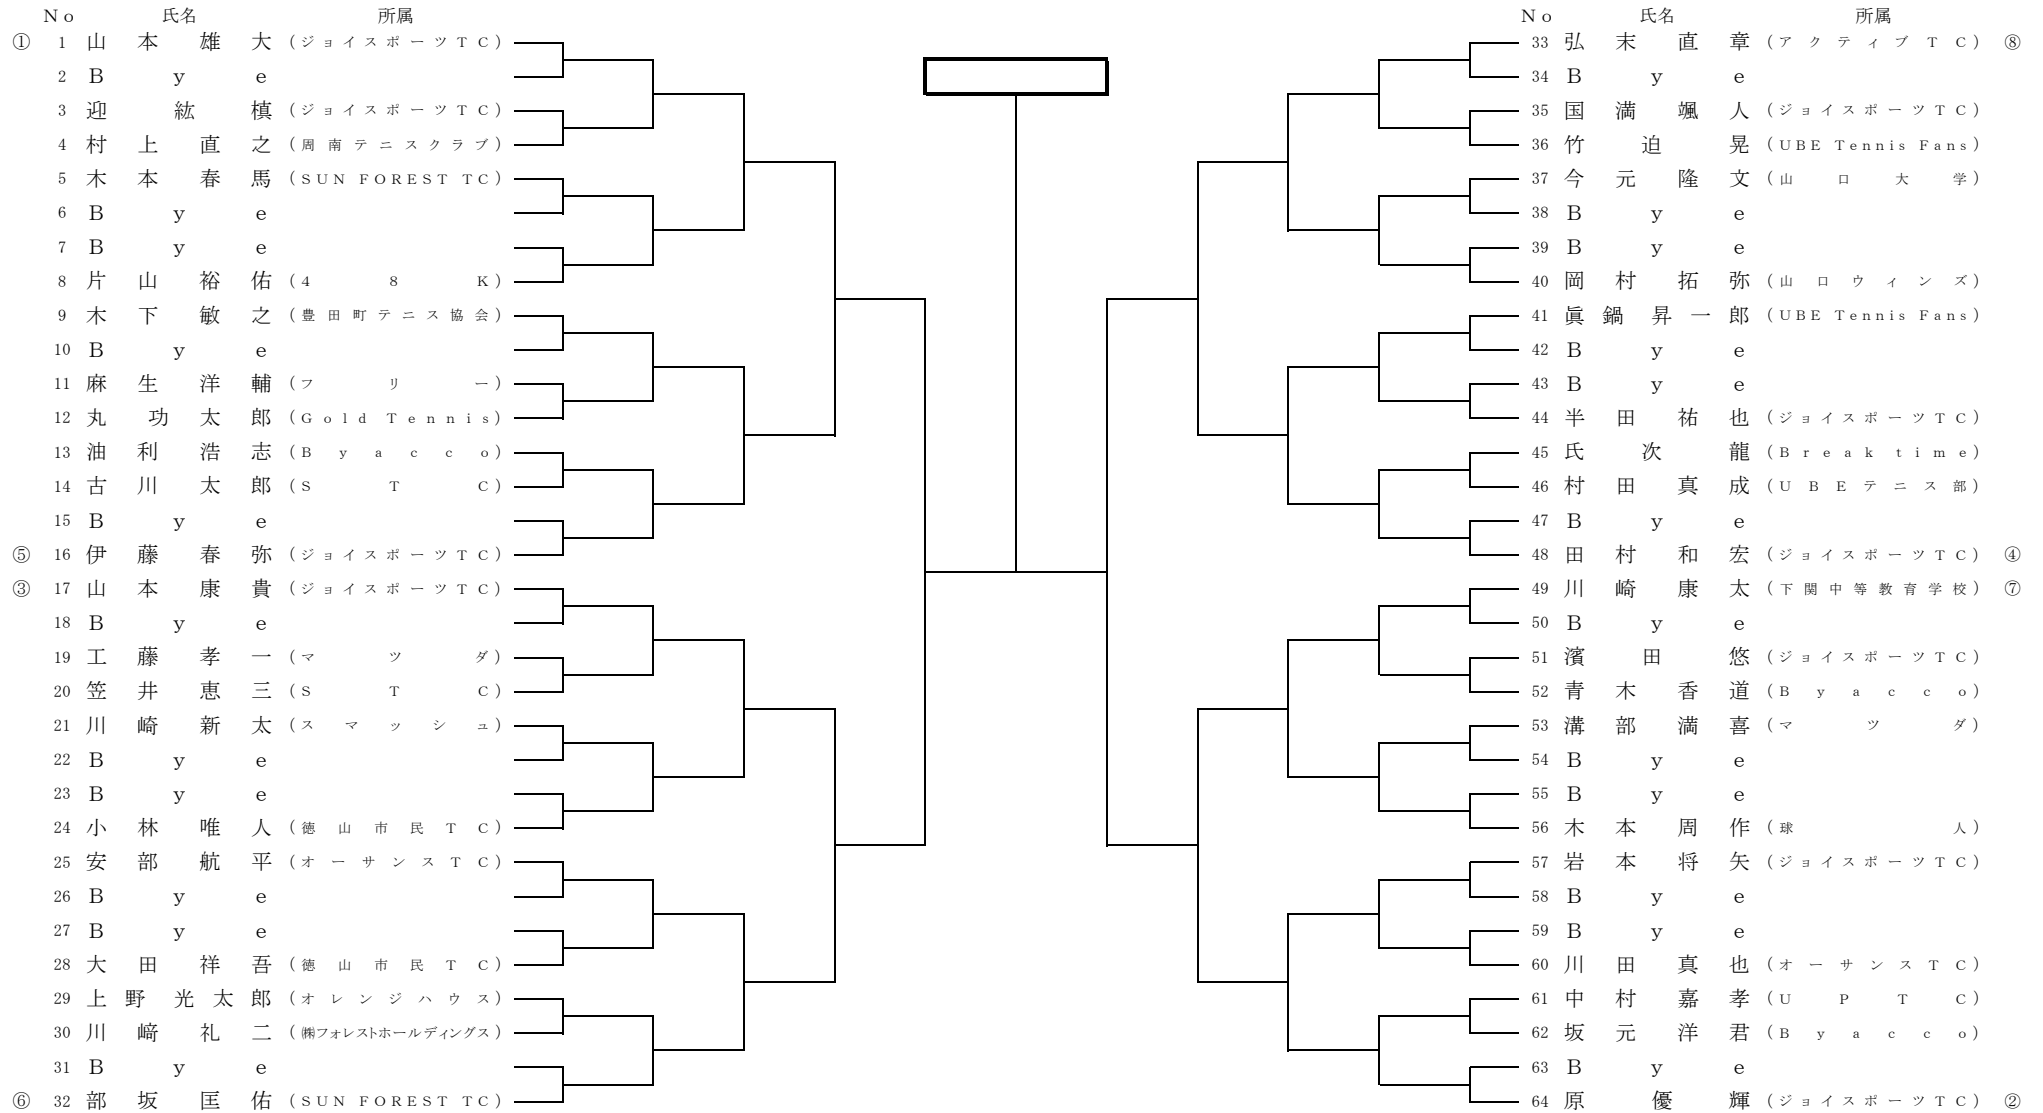 No 氏名 所属
① 1 山本雄大 (ジョイスポーツTC)
2 Bye
3 迎紘槙 (ジョイスポーツTC)
4 村上直之 (周南テニスクラブ)
5 木本春馬 (SUN FOREST TC)
6 Bye
7 Bye
8 片山裕佑 (48K)
9 木下敏之 (豊田町テニス協会)
10 Bye
11 麻生洋輔 (フリー)
12 丸功太郎 (Gold Tennis)
13 油利浩志 (Byacco)
14 古川太郎 (STC)
15 Bye
⑤ 16 伊藤春弥 (ジョイスポーツTC)
③ 17 山本康貴 (ジョイスポーツTC)
18 Bye
19 工藤孝一 (マツダ)
20 笠井恵三 (STC)
21 川崎新太 (スマッシュ)
22 Bye
23 Bye
24 小林唯人 (徳山市民TC)
25 安部航平 (オーサンスTC)
26 Bye
27 Bye
28 大田祥吾 (徳山市民TC)
29 上野光太郎 (オレンジハウス)
30 川﨑礼二 (㈱フォレストホールディングス)
31 Bye
⑥ 32 部坂匡佑 (SUN FOREST TC)
No 氏名 所属
33 弘末直章 (アクティブTC) ⑧
34 Bye
35 国満颯人 (ジョイスポーツTC)
36 竹迫晃 (UBE Tennis Fans)
37 今元隆文 (山口大学)
38 Bye
39 Bye
40 岡村拓弥 (山口ウィンズ)
41 眞鍋昇一郎 (UBE Tennis Fans)
42 Bye
43 Bye
44 半田祐也 (ジョイスポーツTC)
45 氏次龍 (Break time)
46 村田真成 (UBEテニス部)
47 Bye
48 田村和宏 (ジョイスポーツTC) ④
49 川崎康太 (下関中等教育学校) ⑦
50 Bye
51 濱田悠 (ジョイスポーツTC)
52 青木香道 (Byacco)
53 溝部満喜 (マツダ)
54 Bye
55 Bye
56 木本周作 (球人)
57 岩本将矢 (ジョイスポーツTC)
58 Bye
59 Bye
60 川田真也 (オーサンスTC)
61 中村嘉孝 (UPTC)
62 坂元洋君 (Byacco)
63 Bye
64 原優輝 (ジョイスポーツTC) ②